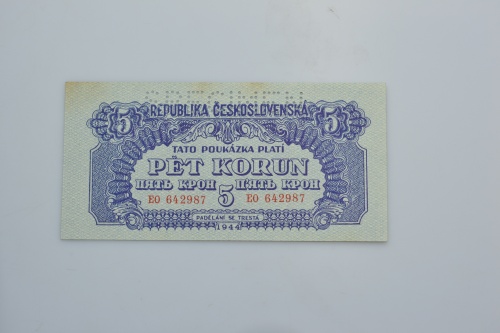 REPUBLIKA ČESKOSLOVENSKÁ
5 5
TATO POUKÁZKA PLATÍ
PĚT KORUN
ПЯТЬ КРОН 5 ПЯТЬ КРОН
EO 642987 EO 642987
PADĚLÁNÍ SE TRESTÁ
1944